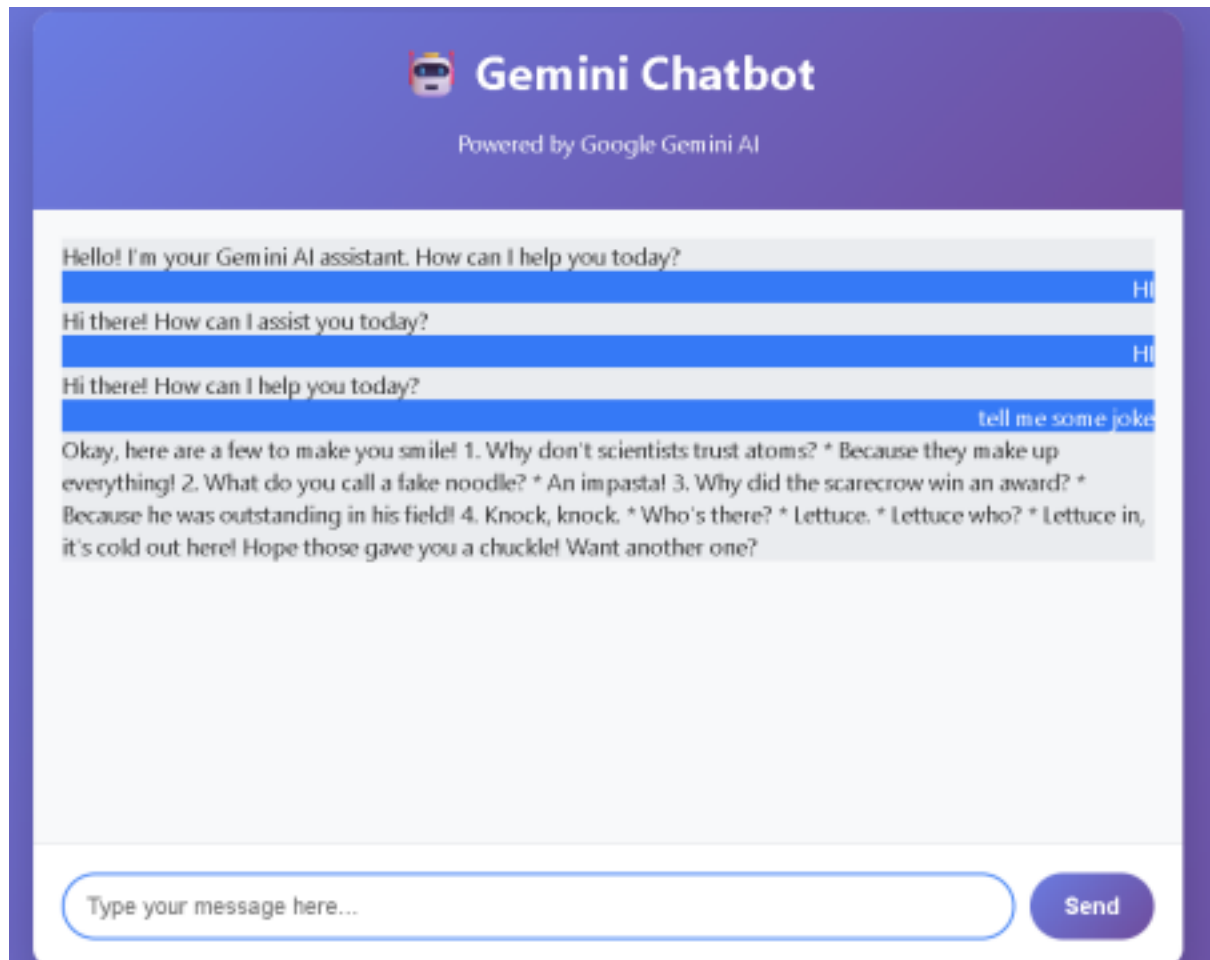 Gemini Chatbot
Powered by Google Gemini AI
Hello! I'm your Gemini AI assistant. How can I help you today?
HI
Hi there! How can I assist you today?
HI
Hi there! How can I help you today?
tell me some joke
Okay, here are a few to make you smile! 1. Why don't scientists trust atoms? * Because they make up
everything! 2. What do you call a fake noodle? * An impasta! 3. Why did the scarecrow win an award? *
Because he was outstanding in his field! 4. Knock, knock. * Who's there? * Lettuce. * Lettuce who? * Lettuce in,
it's cold out here! Hope those gave you a chuckle! Want another one?
Type your message here...
Send